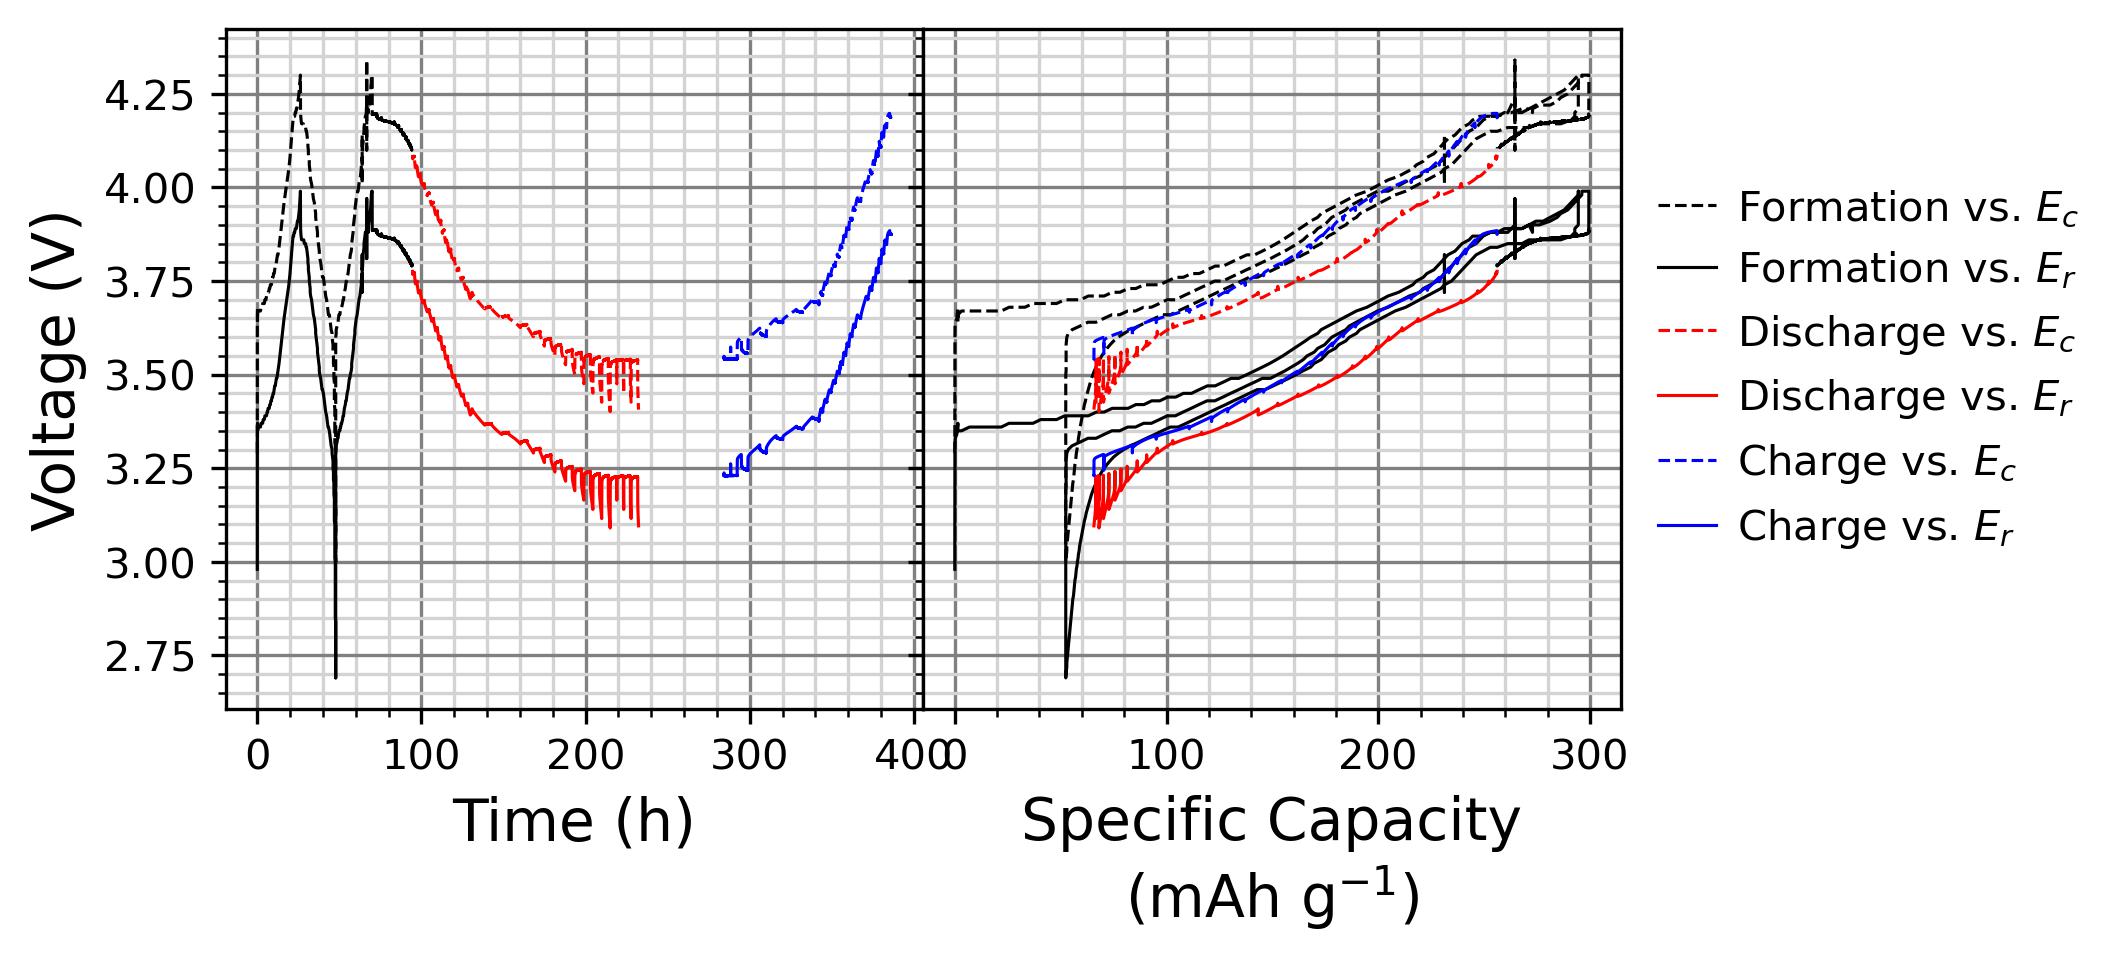 Voltage (V)
4.25
4.00
3.75
3.50
3.25
3.00
2.75
0 100 200 300 400
0 100 200 300
Time (h)
Specific Capacity
(mAh g⁻¹)
Formation vs. E_c
Formation vs. E_r
Discharge vs. E_c
Discharge vs. E_r
Charge vs. E_c
Charge vs. E_r